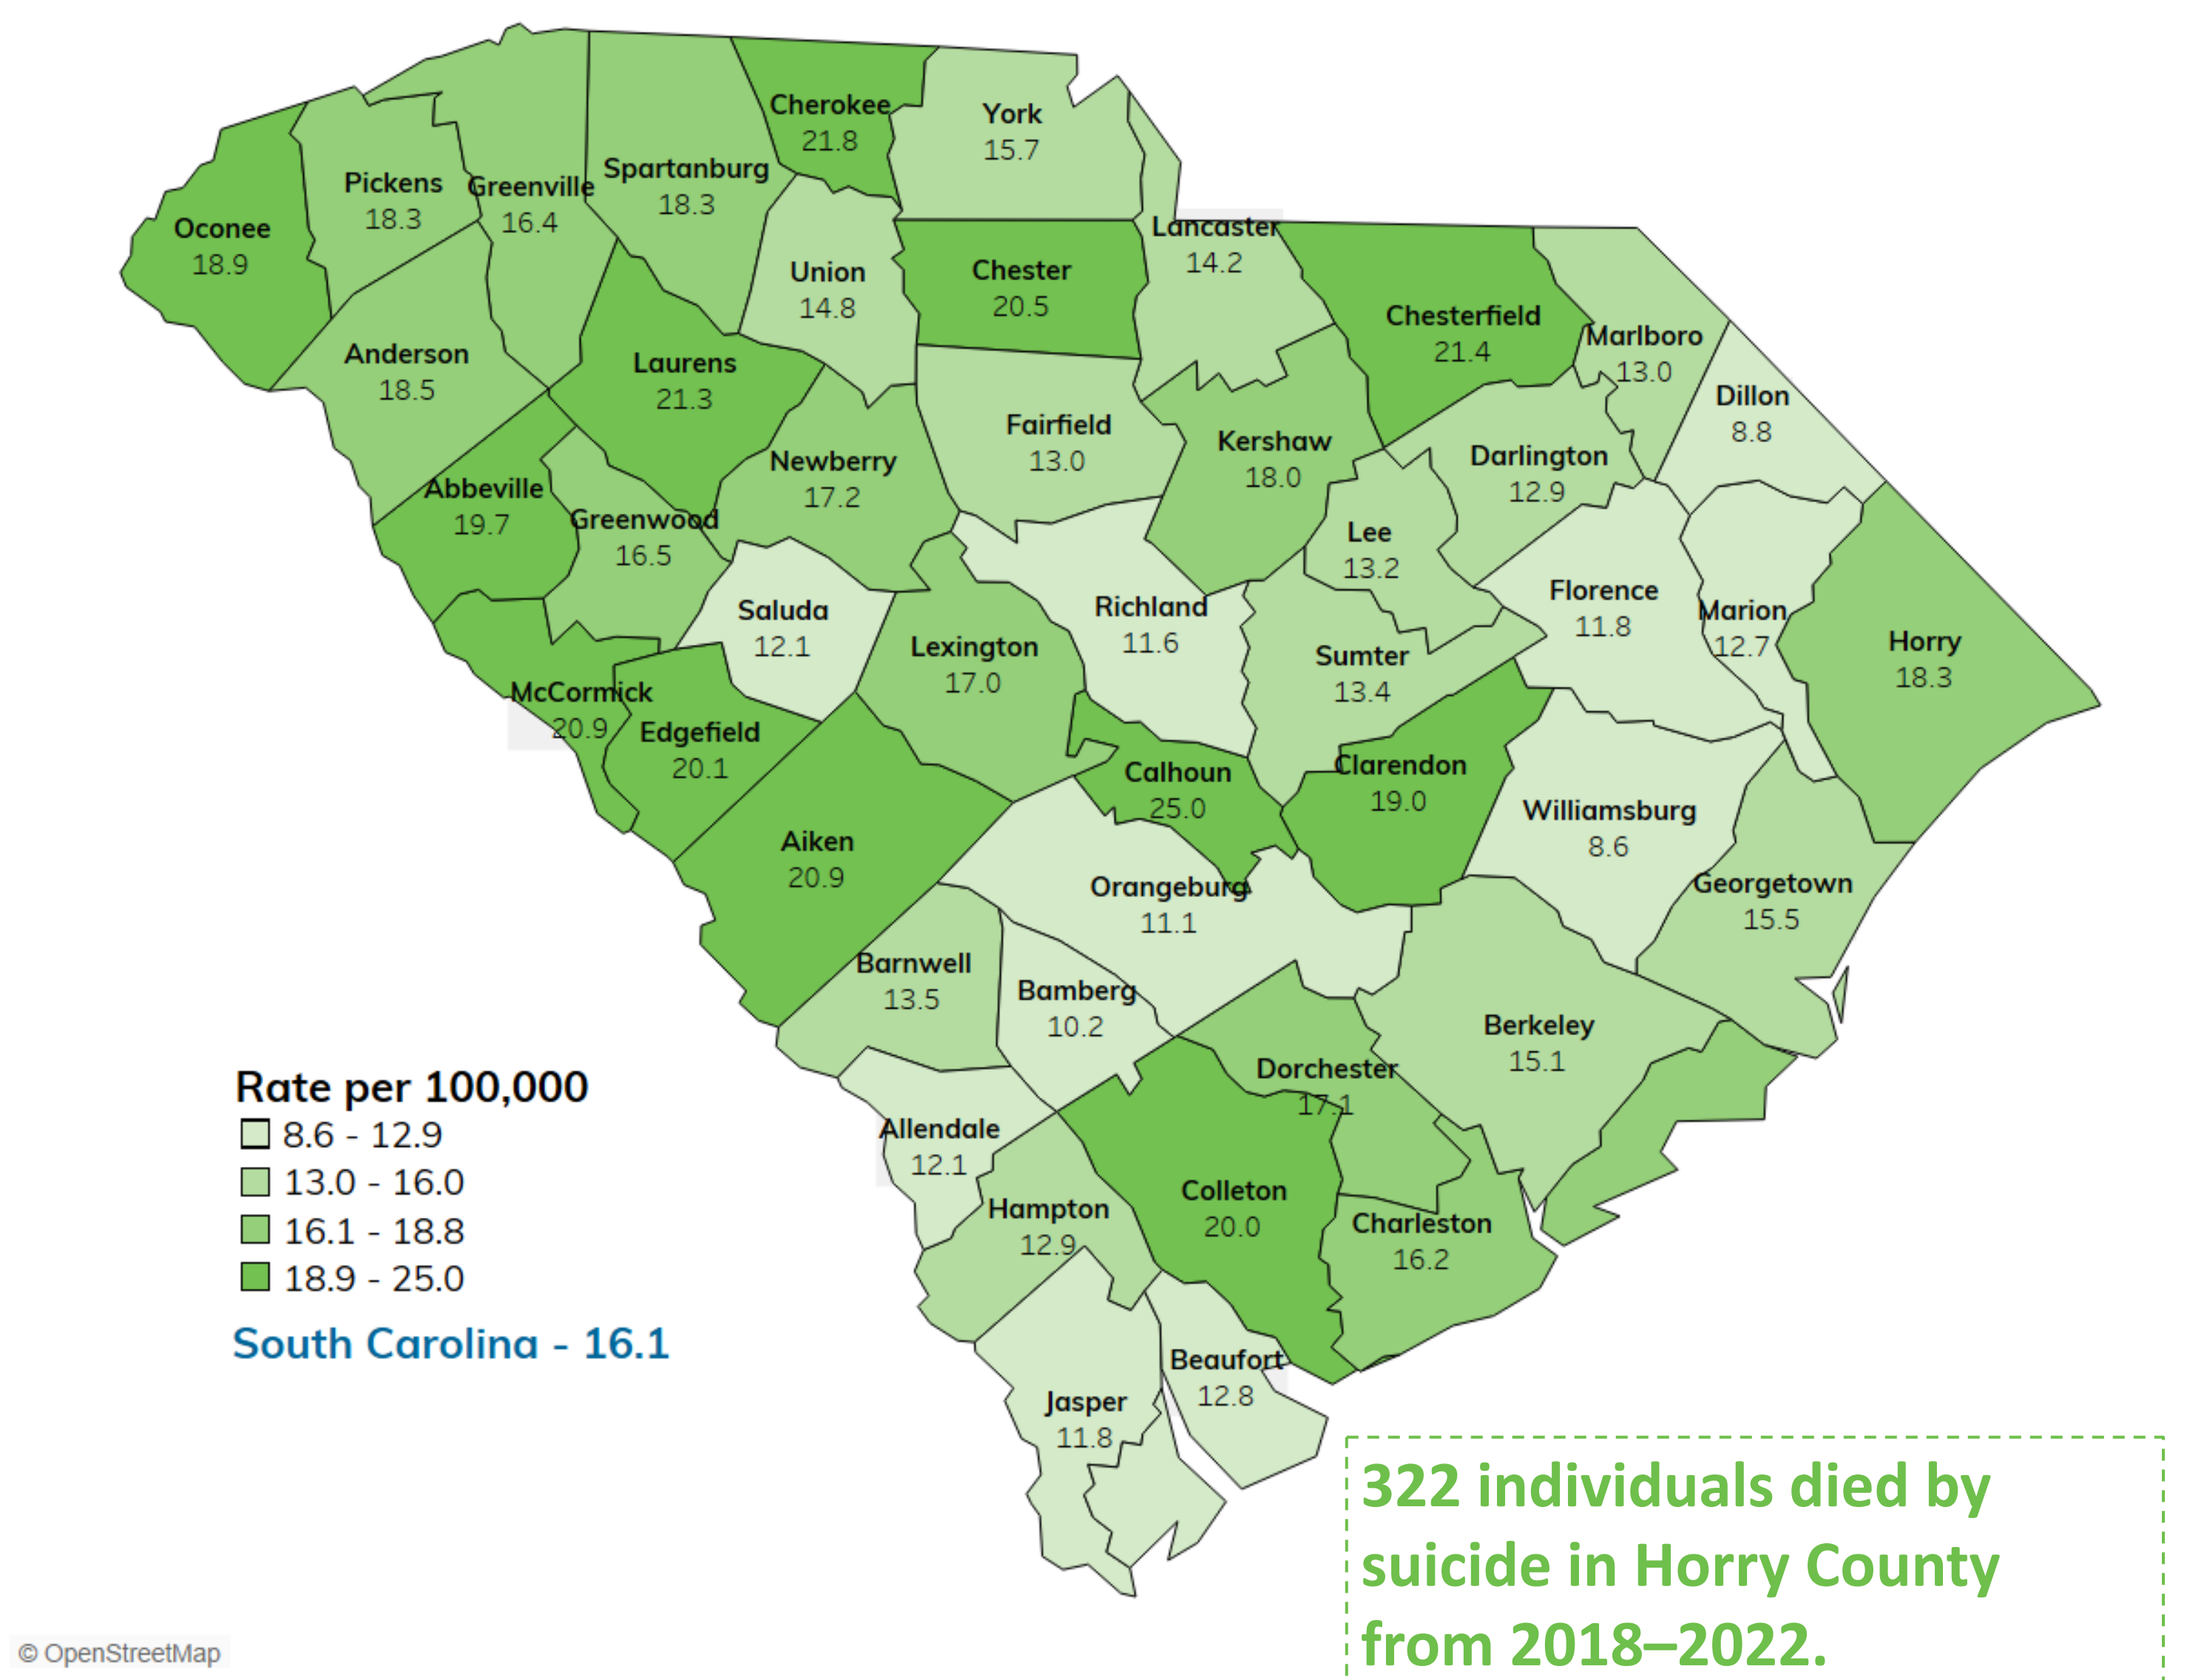 Cherokee
21.8
York
15.7
Pickens
18.3
Greenville
16.4
Spartanburg
18.3
Oconee
18.9
Union
14.8
Chester
20.5
Lancaster
14.2
Chesterfield
21.4
Marlboro
13.0
Anderson
18.5
Laurens
21.3
Dillon
8.8
Fairfield
13.0
Kershaw
18.0
Darlington
12.9
Newberry
17.2
Abbeville
19.7
Greenwood
16.5
Lee
13.2
Saluda
12.1
Richland
11.6
Florence
11.8
Marion
12.7
Horry
18.3
Lexington
17.0
Sumter
13.4
McCormick
20.9
Edgefield
20.1
Calhoun
25.0
Clarendon
19.0
Williamsburg
8.6
Aiken
20.9
Orangeburg
11.1
Georgetown
15.5
Barnwell
13.5
Bamberg
10.2
Berkeley
15.1
Dorchester
17.1
Allendale
12.1
Hampton
12.9
Colleton
20.0
Charleston
16.2
Beaufort
12.8
Jasper
11.8
Rate per 100,000
8.6 - 12.9
13.0 - 16.0
16.1 - 18.8
18.9 - 25.0
South Carolina - 16.1
322 individuals died by
suicide in Horry County
from 2018–2022.
© OpenStreetMap